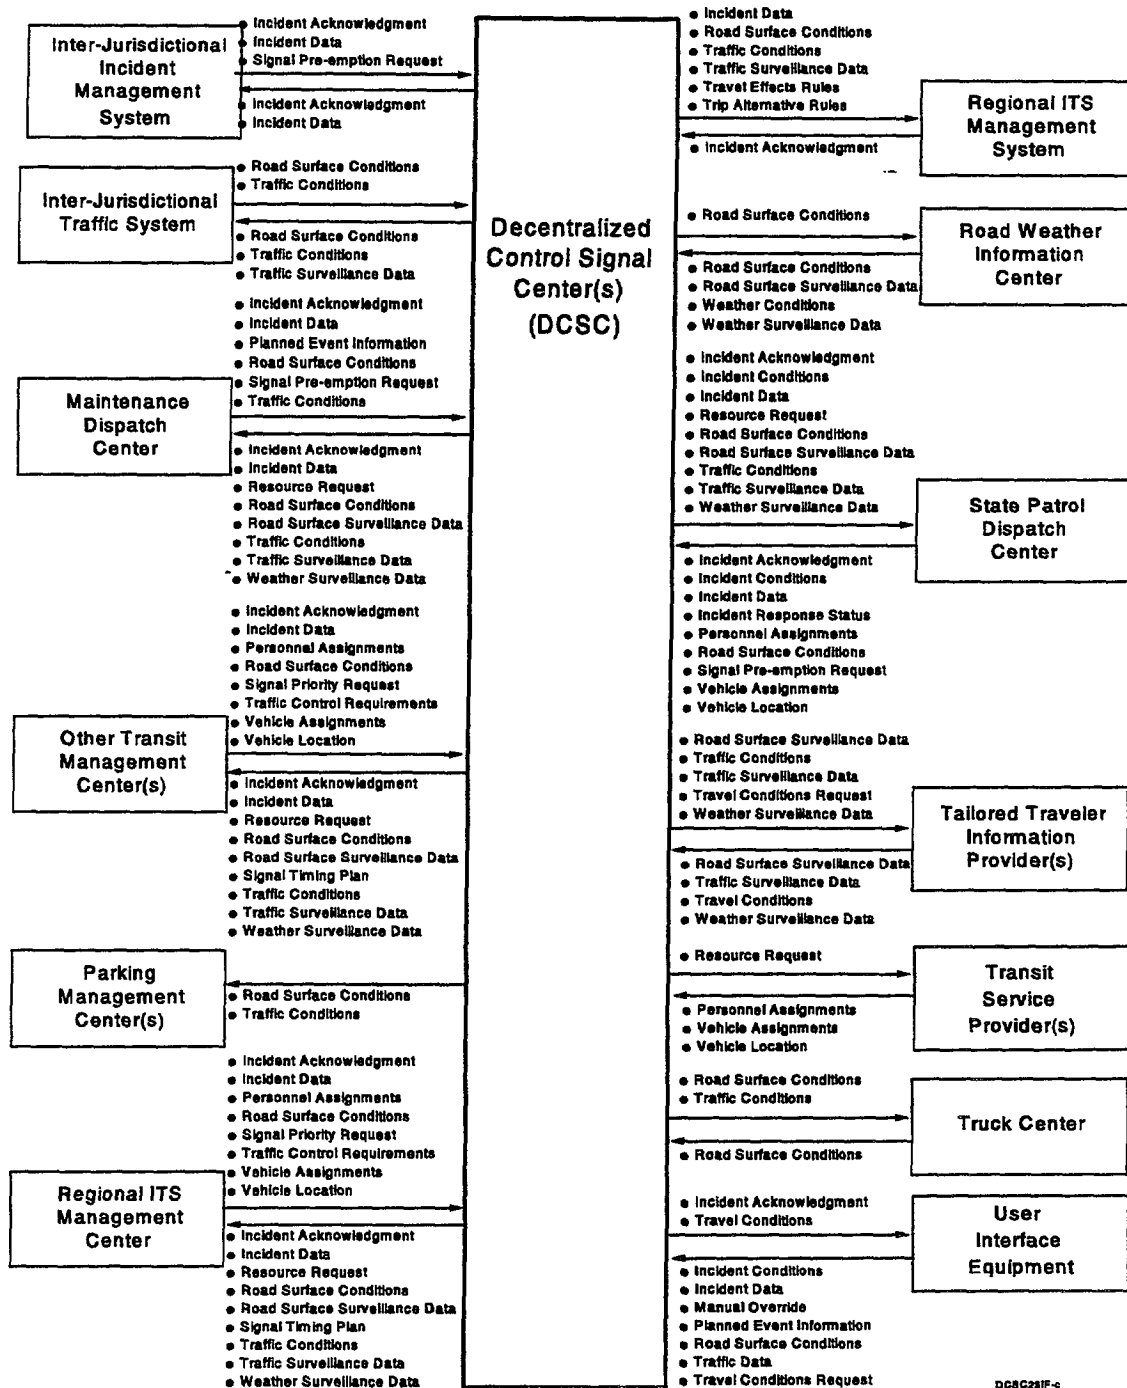 Inter-Jurisdictional
Incident
Management
System
• Incident Acknowledgment
• Incident Data
• Signal Pre-emption Request
• Incident Acknowledgment
• Incident Data
Inter-Jurisdictional
Traffic System
• Road Surface Conditions
• Traffic Conditions
• Road Surface Conditions
• Traffic Conditions
• Traffic Surveillance Data
Maintenance
Dispatch
Center
• Incident Acknowledgment
• Incident Data
• Planned Event Information
• Road Surface Conditions
• Signal Pre-emption Request
• Traffic Conditions
• Incident Acknowledgment
• Incident Data
• Resource Request
• Road Surface Conditions
• Road Surface Surveillance Data
• Traffic Conditions
• Traffic Surveillance Data
• Weather Surveillance Data
Other Transit
Management
Center(s)
• Incident Acknowledgment
• Incident Data
• Personnel Assignments
• Road Surface Conditions
• Signal Priority Request
• Traffic Control Requirements
• Vehicle Assignments
• Vehicle Location
• Incident Acknowledgment
• Incident Data
• Resource Request
• Road Surface Conditions
• Road Surface Surveillance Data
• Signal Timing Plan
• Traffic Conditions
• Traffic Surveillance Data
• Weather Surveillance Data
Parking
Management
Center(s)
• Road Surface Conditions
• Traffic Conditions
Regional ITS
Management
Center
• Incident Acknowledgment
• Incident Data
• Personnel Assignments
• Road Surface Conditions
• Signal Priority Request
• Traffic Control Requirements
• Vehicle Assignments
• Vehicle Location
• Incident Acknowledgment
• Incident Data
• Resource Request
• Road Surface Conditions
• Road Surface Surveillance Data
• Signal Timing Plan
• Traffic Conditions
• Traffic Surveillance Data
• Weather Surveillance Data
Decentralized
Control Signal
Center(s)
(DCSC)
• Incident Data
• Road Surface Conditions
• Traffic Conditions
• Traffic Surveillance Data
• Travel Effects Rules
• Trip Alternative Rules
• Incident Acknowledgment
Regional ITS
Management
System
• Road Surface Conditions
• Road Surface Conditions
• Road Surface Surveillance Data
• Weather Conditions
• Weather Surveillance Data
Road Weather
Information
Center
• Incident Acknowledgment
• Incident Conditions
• Incident Data
• Resource Request
• Road Surface Conditions
• Road Surface Surveillance Data
• Traffic Conditions
• Traffic Surveillance Data
• Weather Surveillance Data
• Incident Acknowledgment
• Incident Conditions
• Incident Data
• Incident Response Status
• Personnel Assignments
• Road Surface Conditions
• Signal Pre-emption Request
• Vehicle Assignments
• Vehicle Location
State Patrol
Dispatch
Center
• Road Surface Surveillance Data
• Traffic Conditions
• Traffic Surveillance Data
• Travel Conditions Request
• Weather Surveillance Data
• Road Surface Surveillance Data
• Traffic Surveillance Data
• Travel Conditions
• Weather Surveillance Data
Tailored Traveler
Information
Provider(s)
• Resource Request
• Personnel Assignments
• Vehicle Assignments
• Vehicle Location
Transit
Service
Provider(s)
• Road Surface Conditions
• Traffic Conditions
• Road Surface Conditions
Truck Center
• Incident Acknowledgment
• Travel Conditions
• Incident Conditions
• Incident Data
• Manual Override
• Planned Event Information
• Road Surface Conditions
• Traffic Data
• Travel Conditions Request
User
Interface
Equipment
DCSC2SIF-c